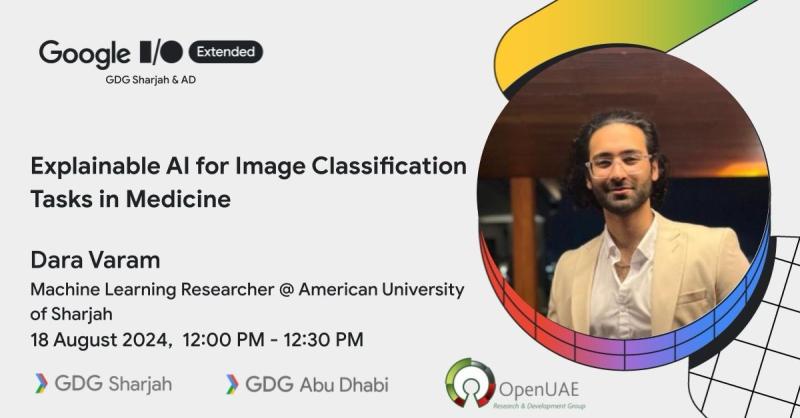 Google I/O Extended
GDG Sharjah & AD
Explainable AI for Image Classification
Tasks in Medicine
Dara Varam
Machine Learning Researcher @ American University
of Sharjah
18 August 2024, 12:00 PM - 12:30 PM
GDG Sharjah
GDG Abu Dhabi
OpenUAE
Research & Development Group